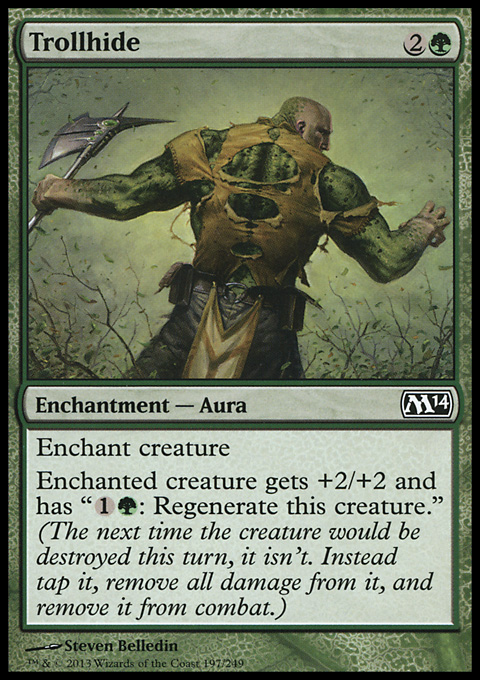 Trollhide 2
Enchantment — Aura M14
Enchant creature
Enchanted creature gets +2/+2 and
has “1: Regenerate this creature.”
(The next time the creature would be
destroyed this turn, it isn't. Instead
tap it, remove all damage from it, and
remove it from combat.)
Steven Belledin
™ & © 2013 Wizards of the Coast 197/249